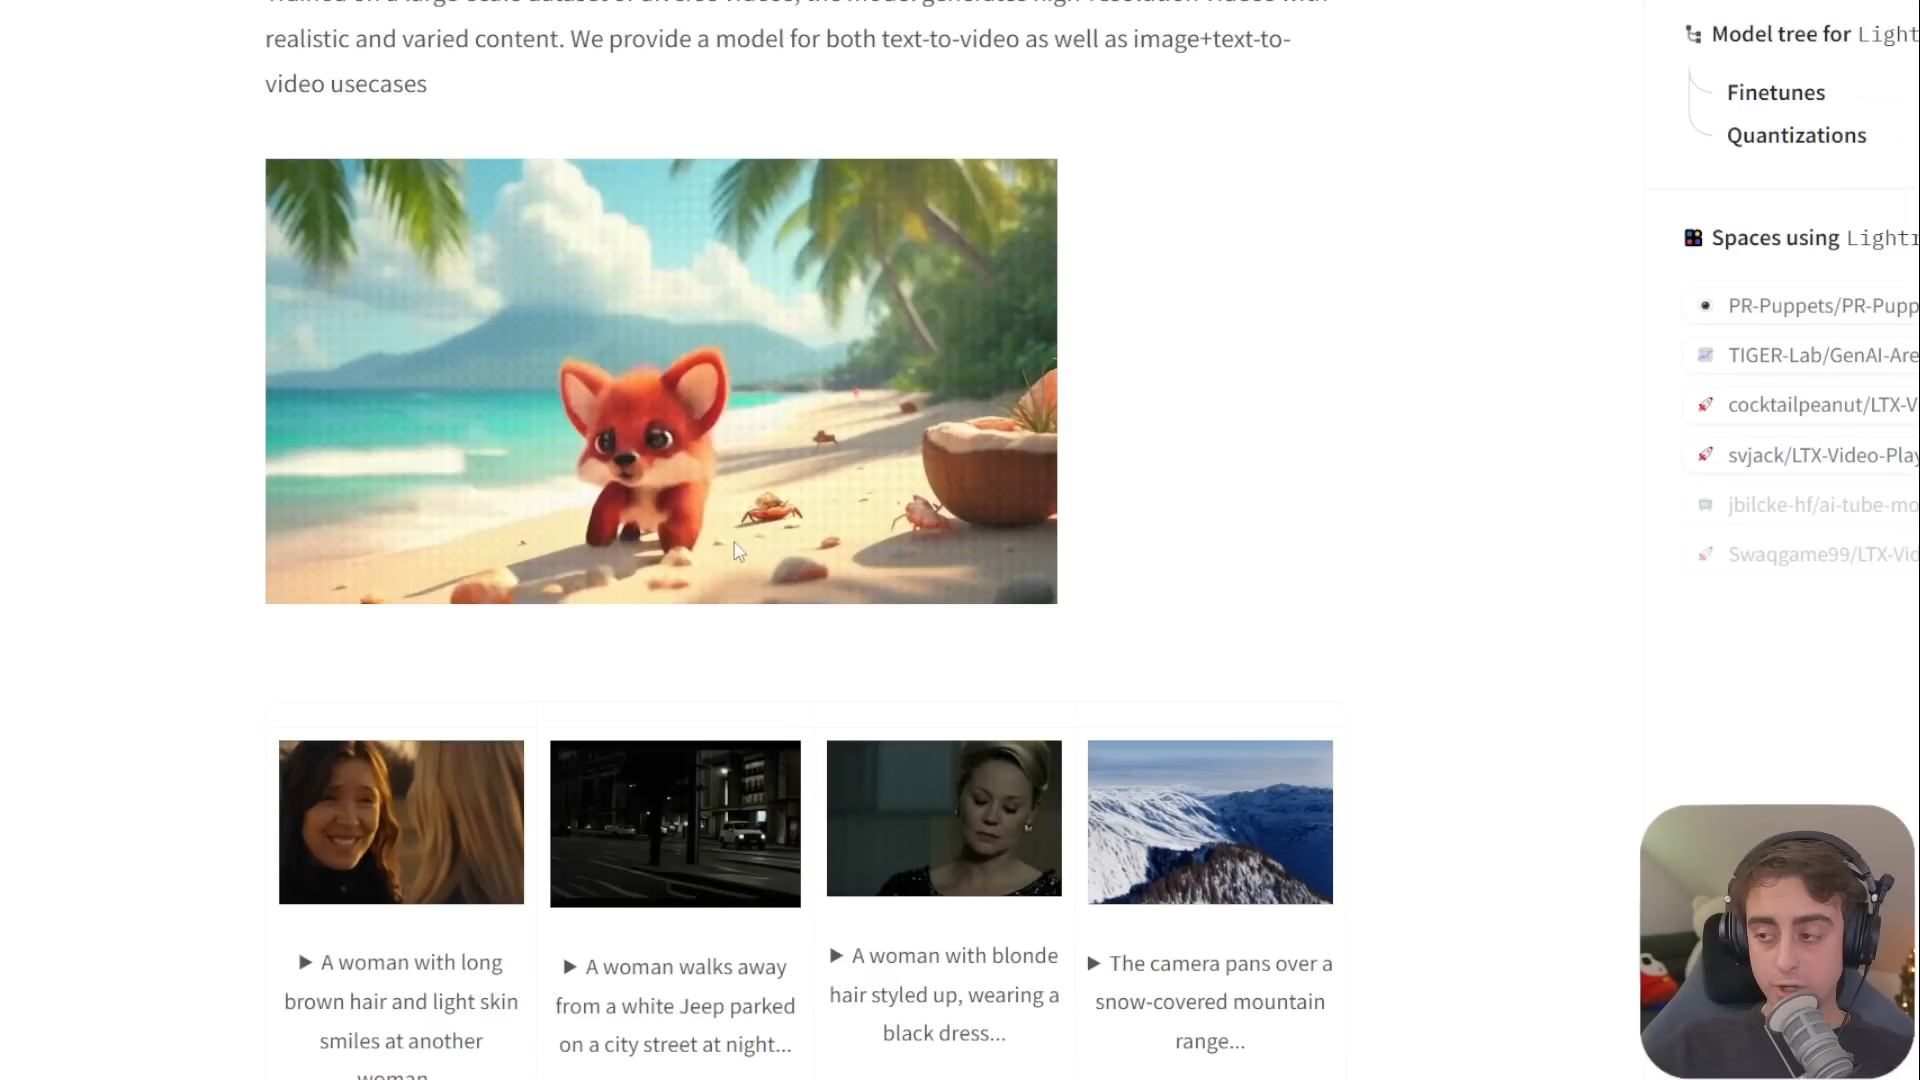 realistic and varied content. We provide a model for both text-to-video as well as image+text-to-
video usecases
Model tree for Light
Finetunes
Quantizations
Spaces using Lightr
PR-Puppets/PR-Pupp
TIGER-Lab/GenAI-Are
cocktailpeanut/LTX-V
svjack/LTX-Video-Play
jbilcke-hf/ai-tube-mo
Swaqgame99/LTX-Vid
A woman with long
brown hair and light skin
smiles at another
woman
A woman walks away
from a white Jeep parked
on a city street at night...
A woman with blonde
hair styled up, wearing a
black dress...
The camera pans over a
snow-covered mountain
range...